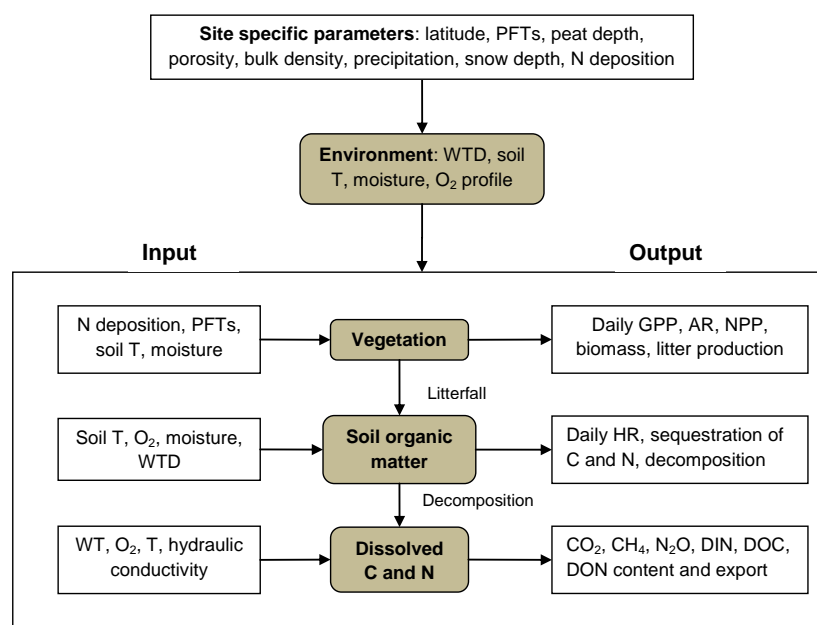 Site specific parameters: latitude, PFTs, peat depth,
porosity, bulk density, precipitation, snow depth, N deposition
Environment: WTD, soil
T, moisture, O₂ profile
Input
Output
N deposition, PFTs,
soil T, moisture
Vegetation
Daily GPP, AR, NPP,
biomass, litter production
Litterfall
Soil T, O₂, moisture,
WTD
Soil organic
matter
Daily HR, sequestration of
C and N, decomposition
Decomposition
WT, O₂, T, hydraulic
conductivity
Dissolved
C and N
CO₂, CH₄, N₂O, DIN, DOC,
DON content and export